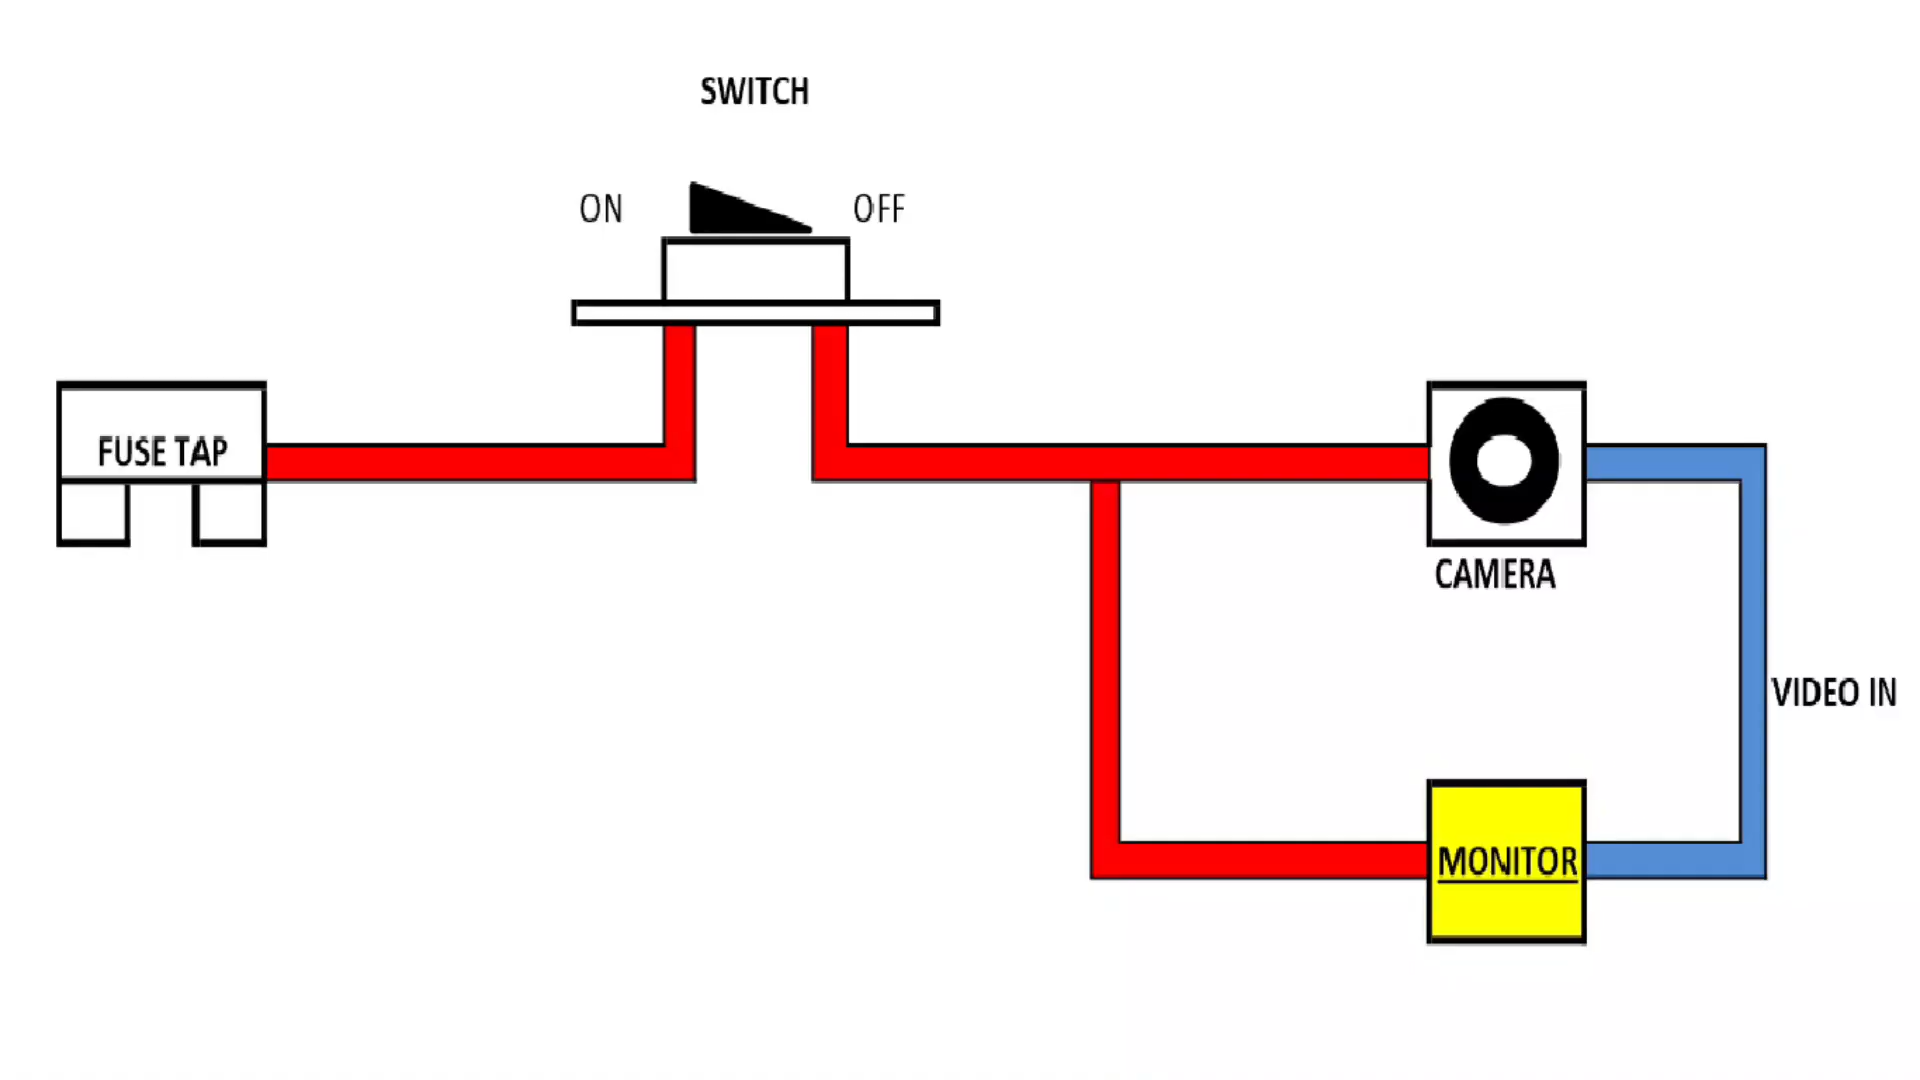 SWITCH
ON
OFF
FUSE TAP
CAMERA
VIDEO IN
MONITOR